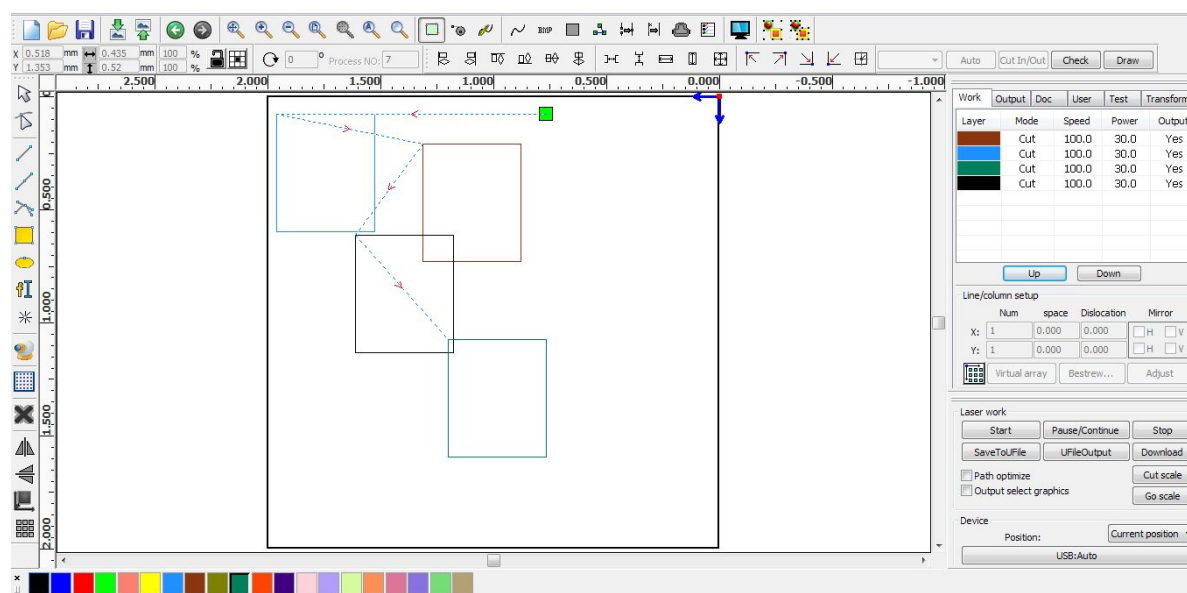 BMP
X 0.518 mm 0.435 mm 100 %
Y 1.353 mm 0.52 mm 100 %
0 ° Process NO: 7
Auto Cut In/Out Check Draw
2.500 2.000 1.500 1.000 0.500 0.000 -0.500 -1.000
0
0.500
1.000
1.500
2.000
Work Output Doc User Test Transform
Layer Mode Speed Power Output
Cut 100.0 30.0 Yes
Cut 100.0 30.0 Yes
Cut 100.0 30.0 Yes
Cut 100.0 30.0 Yes
Up Down
Line/column setup
Num space Dislocation Mirror
X: 1 0.000 0.000 H V
Y: 1 0.000 0.000 H V
Virtual array Bestrew... Adjust
Laser work
Start Pause/Continue Stop
SaveToUFile UFileOutput Download
Path optimize Cut scale
Output select graphics Go scale
Device
Position: Current position
USB:Auto